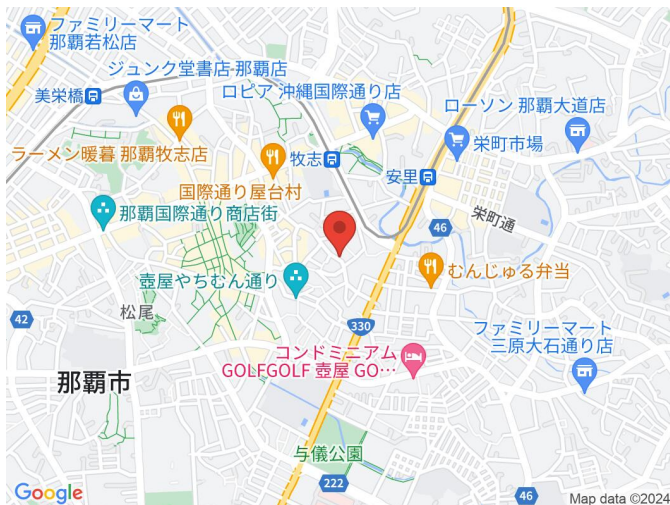 ファミリーマート
那覇若松店
ジュンク堂書店 那覇店
美栄橋
ロピア 沖縄国際通り店
ローソン 那覇大道店
栄町市場
ラーメン暖暮 那覇牧志店
牧志
安里
国際通り屋台村
栄町通
那覇国際通り商店街
46
むんじゅる弁当
壺屋やちむん通り
42
松尾
330
ファミリーマート
三原大石通り店
コンドミニアム
GOLFGOLF 壺屋 GO…
那覇市
与儀公園
222
46
Google
Map data ©2024